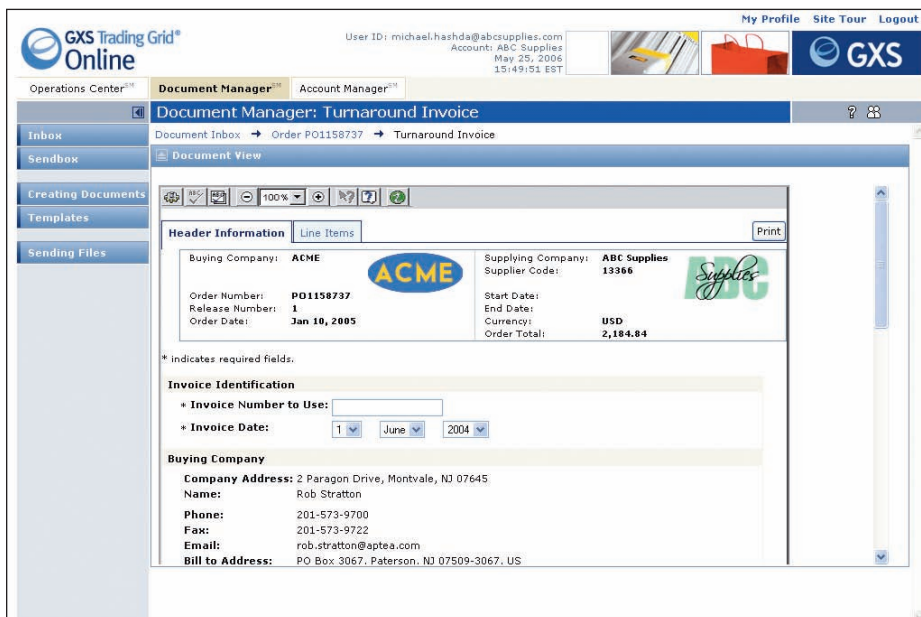 My Profile Site Tour Logout
GXS Trading Grid®
Online
User ID: michael.hashda@abcsupplies.com
Account: ABC Supplies
May 25, 2006
15:49:51 EST
GXS
Operations Center℠ Document Manager℠ Account Manager℠
Document Manager: Turnaround Invoice
?
Inbox
Sendbox
Creating Documents
Templates
Sending Files
Document Inbox → Order PO1158737 → Turnaround Invoice
Document View
100%
Header Information Line Items Print
Buying Company: ACME
ACME
Order Number: PO1158737
Release Number: 1
Order Date: Jan 10, 2005
Supplying Company: ABC Supplies
Supplier Code: 13366
ABC Supplies
Start Date:
End Date:
Currency: USD
Order Total: 2,184.84
* indicates required fields.
Invoice Identification
* Invoice Number to Use:
* Invoice Date: 1 June 2004
Buying Company
Company Address: 2 Paragon Drive, Montvale, NJ 07645
Name: Rob Stratton
Phone: 201-573-9700
Fax: 201-573-9722
Email: rob.stratton@aptea.com
Bill to Address: PO Box 3067, Paterson, NJ 07509-3067, US